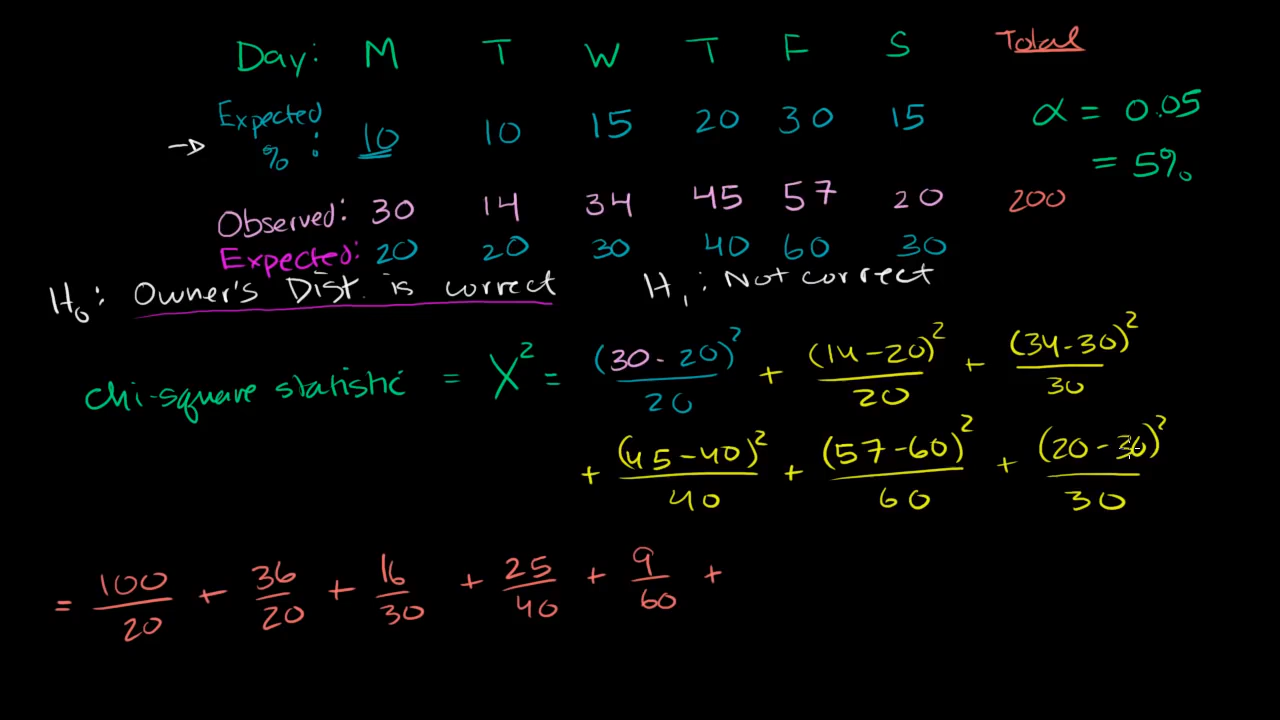 Day: M T W T F S Total
Expected %: 10 10 15 20 30 15
α = 0.05
= 5%
Observed: 30 14 34 45 57 20 200
Expected: 20 20 30 40 60 30
H₀: Owner's Dist. is correct H₁: Not correct
chi-square statistic = X² = (30-20)²/20 + (14-20)²/20 + (34-30)²/30
+ (45-40)²/40 + (57-60)²/60 + (20-30)²/30
= 100/20 + 36/20 + 16/30 + 25/40 + 9/60 +